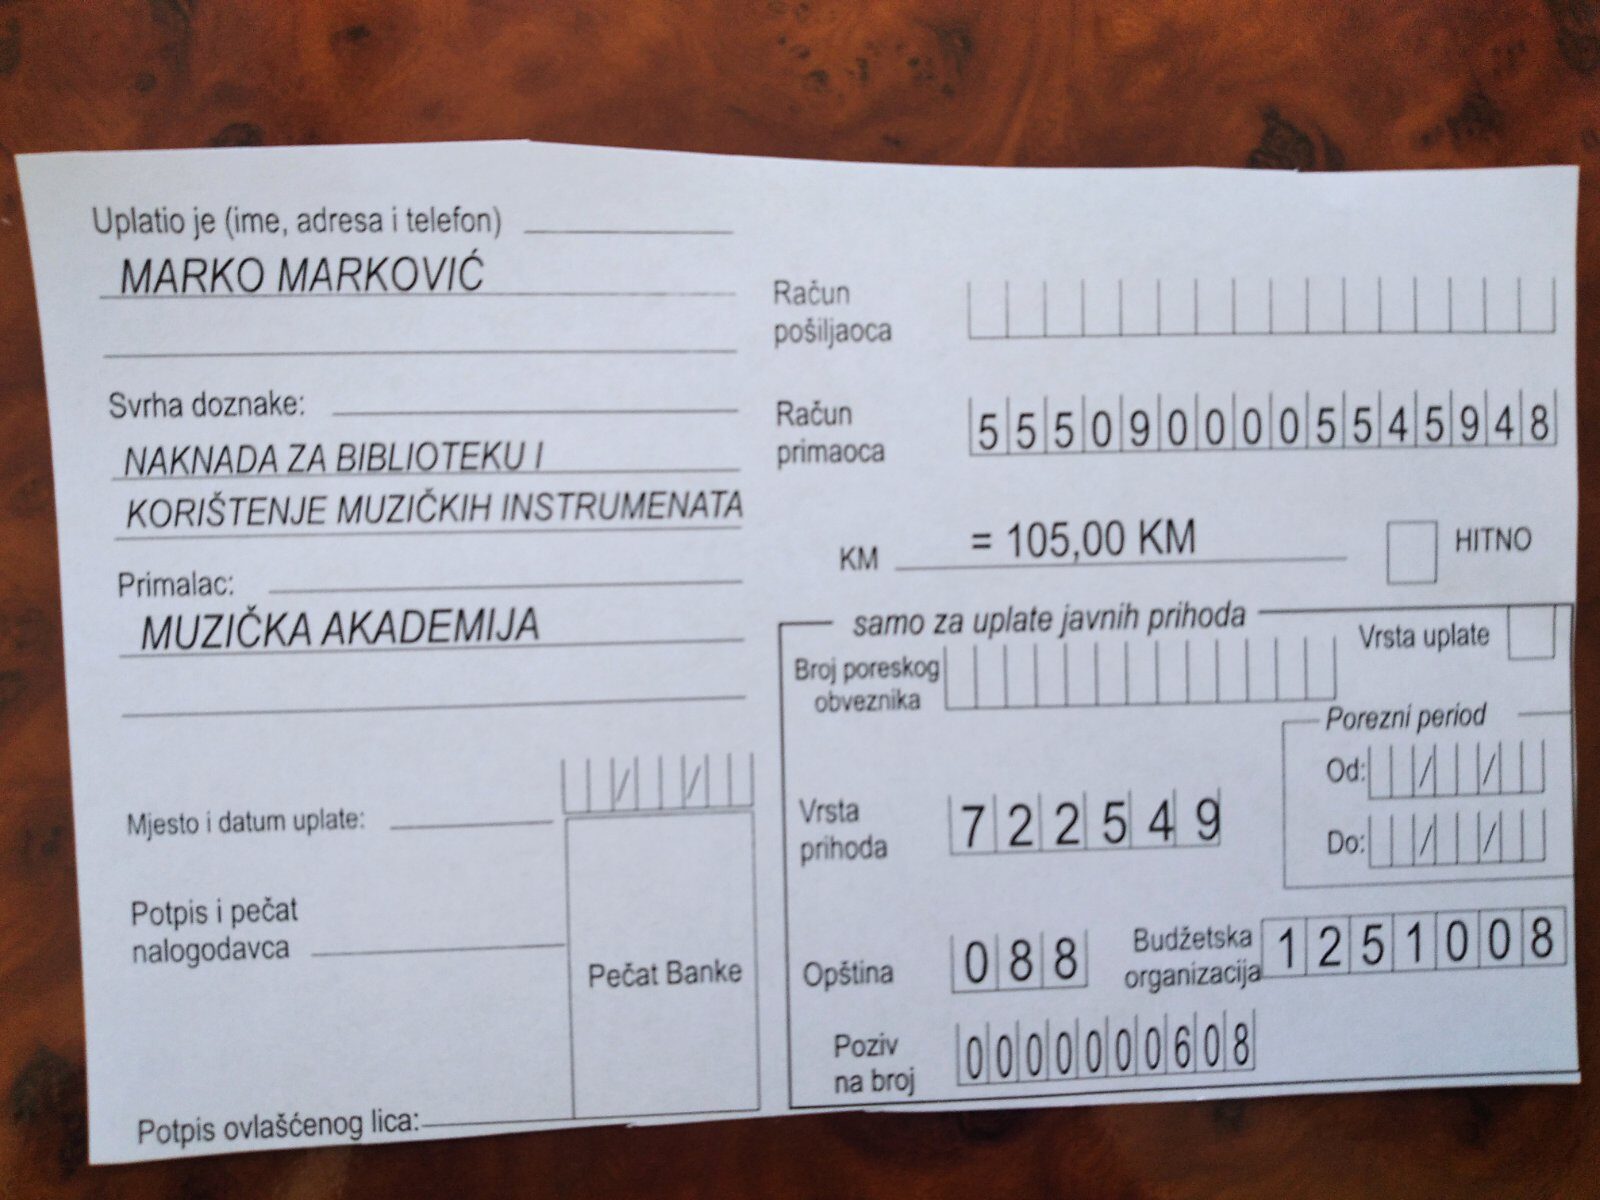 Uplatio je (ime, adresa i telefon)
MARKO MARKOVIĆ
Svrha doznake:
NAKNADA ZA BIBLIOTEKU I
KORIŠTENJE MUZIČKIH INSTRUMENATA
Primalac:
MUZIČKA AKADEMIJA
Mjesto i datum uplate:
/ /
Potpis i pečat
nalogodavca
Pečat Banke
Potpis ovlašćenog lica:
Račun
pošiljaoca
Račun
primaoca
5550900005545948
KM = 105,00 KM
HITNO
samo za uplate javnih prihoda
Vrsta uplate
Broj poreskog
obveznika
Porezni period
Od: / /
Do: / /
Vrsta
prihoda
722549
Opština
088
Budžetska
organizacija
1251008
Poziv
na broj
0000000608